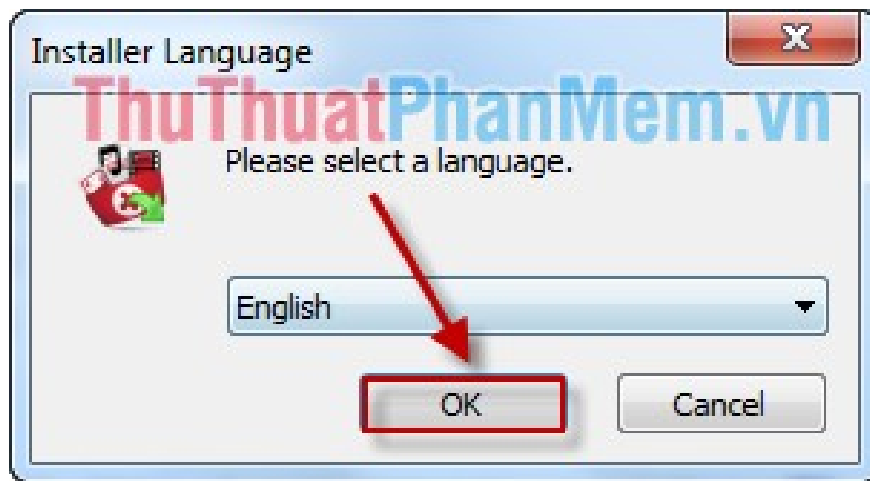 Installer Language
ThuThuatPhanMem.vn
Please select a language.
English
OK
Cancel